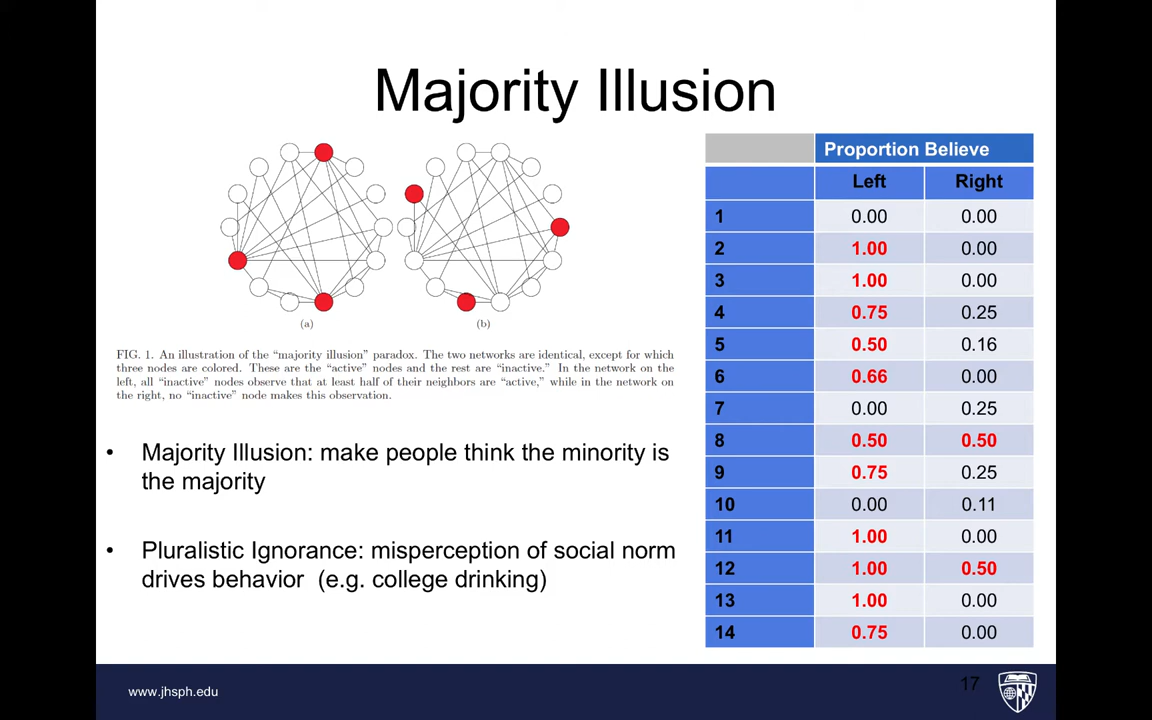 Majority Illusion
(a)
(b)
FIG. 1. An illustration of the “majority illusion” paradox. The two networks are identical, except for which
three nodes are colored. These are the “active” nodes and the rest are “inactive.” In the network on the
left, all “inactive” nodes observe that at least half of their neighbors are “active,” while in the network on
the right, no “inactive” node makes this observation.
• Majority Illusion: make people think the minority is
the majority
• Pluralistic Ignorance: misperception of social norm
drives behavior (e.g. college drinking)
Proportion Believe
Left Right
1 0.00 0.00
2 1.00 0.00
3 1.00 0.00
4 0.75 0.25
5 0.50 0.16
6 0.66 0.00
7 0.00 0.25
8 0.50 0.50
9 0.75 0.25
10 0.00 0.11
11 1.00 0.00
12 1.00 0.50
13 1.00 0.00
14 0.75 0.00
www.jhsph.edu
17